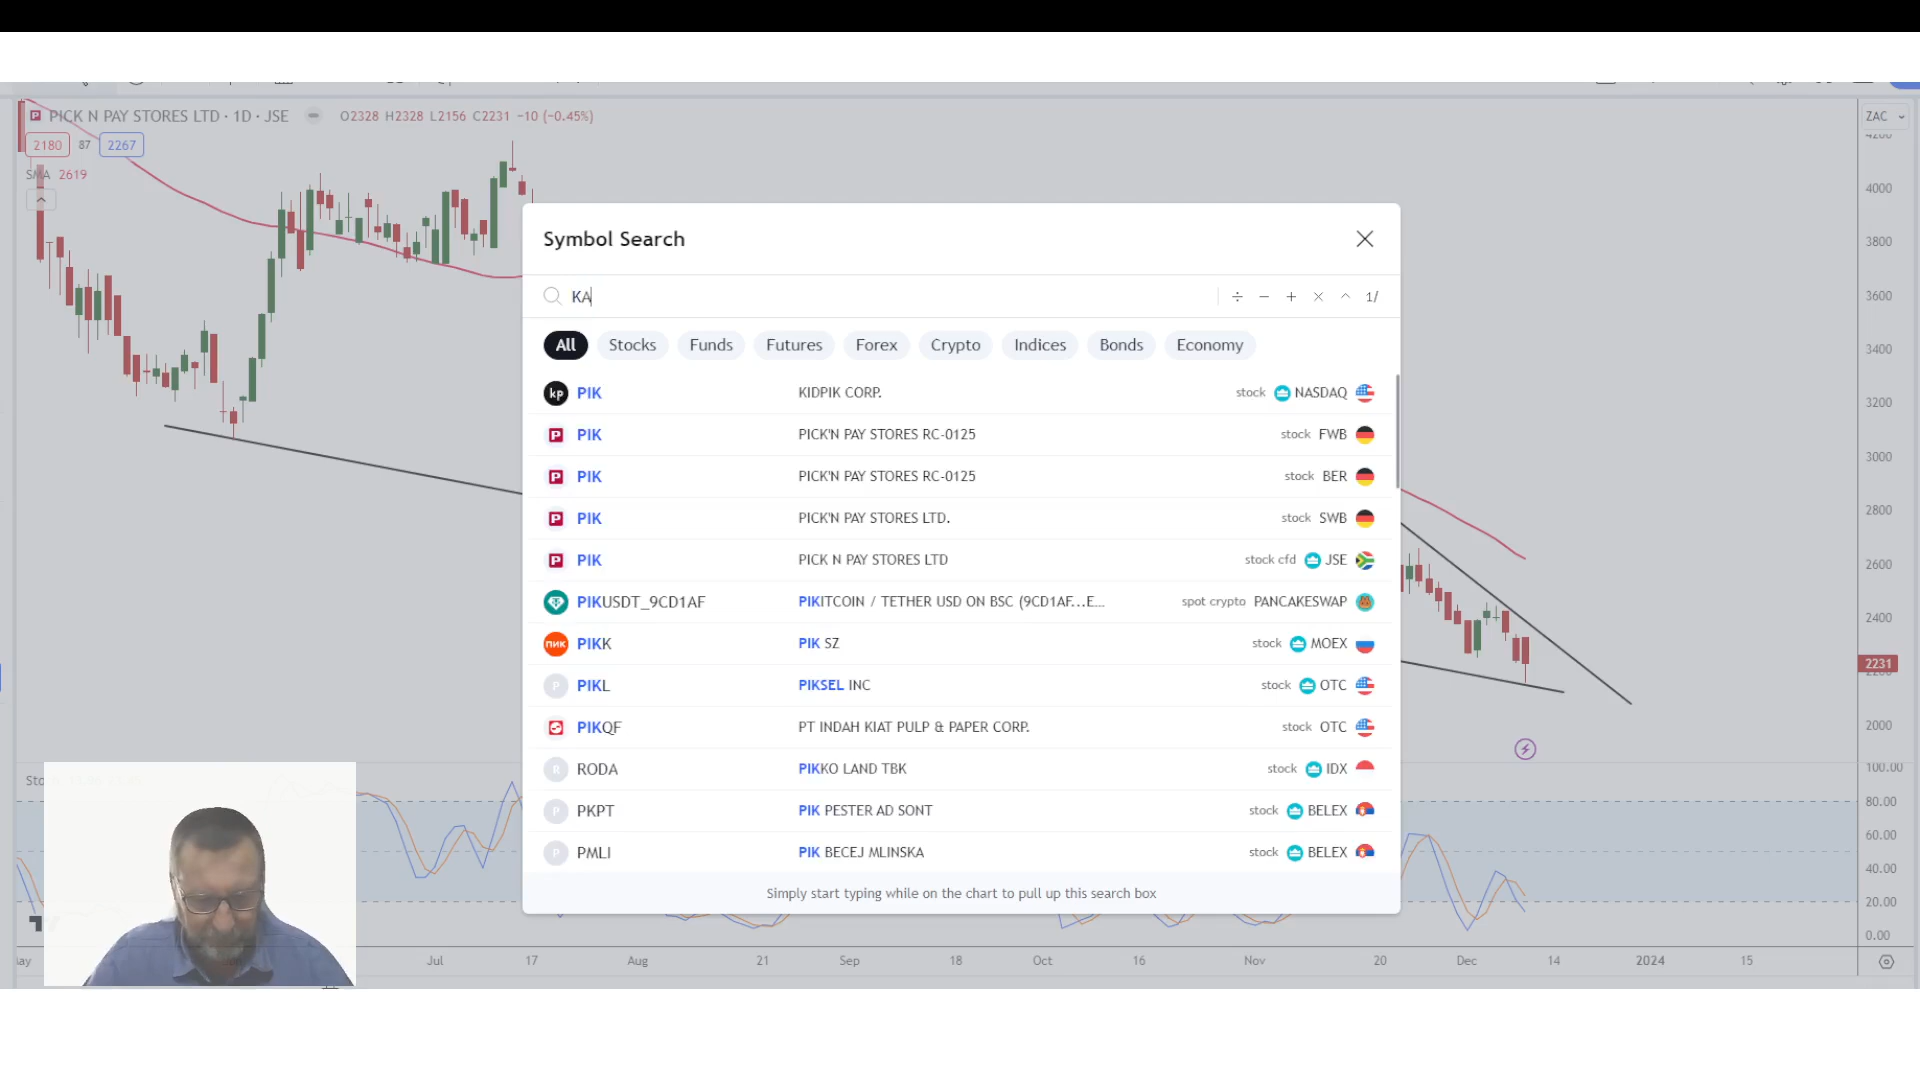 PICK N PAY STORES LTD · 1D · JSE O2328 H2328 L2156 C2231 −10 (−0.45%)
ZAC
2180 87 2267
SMA 2619
Symbol Search
KA
÷ − + × ^ 1/
All Stocks Funds Futures Forex Crypto Indices Bonds Economy
kp PIK KIDPIK CORP. stock NASDAQ
P PIK PICK'N PAY STORES RC-0125 stock FWB
P PIK PICK'N PAY STORES RC-0125 stock BER
P PIK PICK'N PAY STORES LTD. stock SWB
P PIK PICK N PAY STORES LTD stock cfd JSE
PIKUSDT_9CD1AF PIKITCOIN / TETHER USD ON BSC (9CD1AF...E... spot crypto PANCAKESWAP
ПИК PIKK PIK SZ stock MOEX
P PIKL PIKSEL INC stock OTC
PIKQF PT INDAH KIAT PULP & PAPER CORP. stock OTC
R RODA PIKKO LAND TBK stock IDX
P PKPT PIK PESTER AD SONT stock BELEX
P PMLI PIK BECEJ MLINSKA stock BELEX
Simply start typing while on the chart to pull up this search box
4200
4000
3800
3600
3400
3200
3000
2800
2600
2400
2231
2200
2000
100.00
80.00
60.00
40.00
20.00
0.00
Sto
ay Jul 17 Aug 21 Sep 18 Oct 16 Nov 20 Dec 14 2024 15